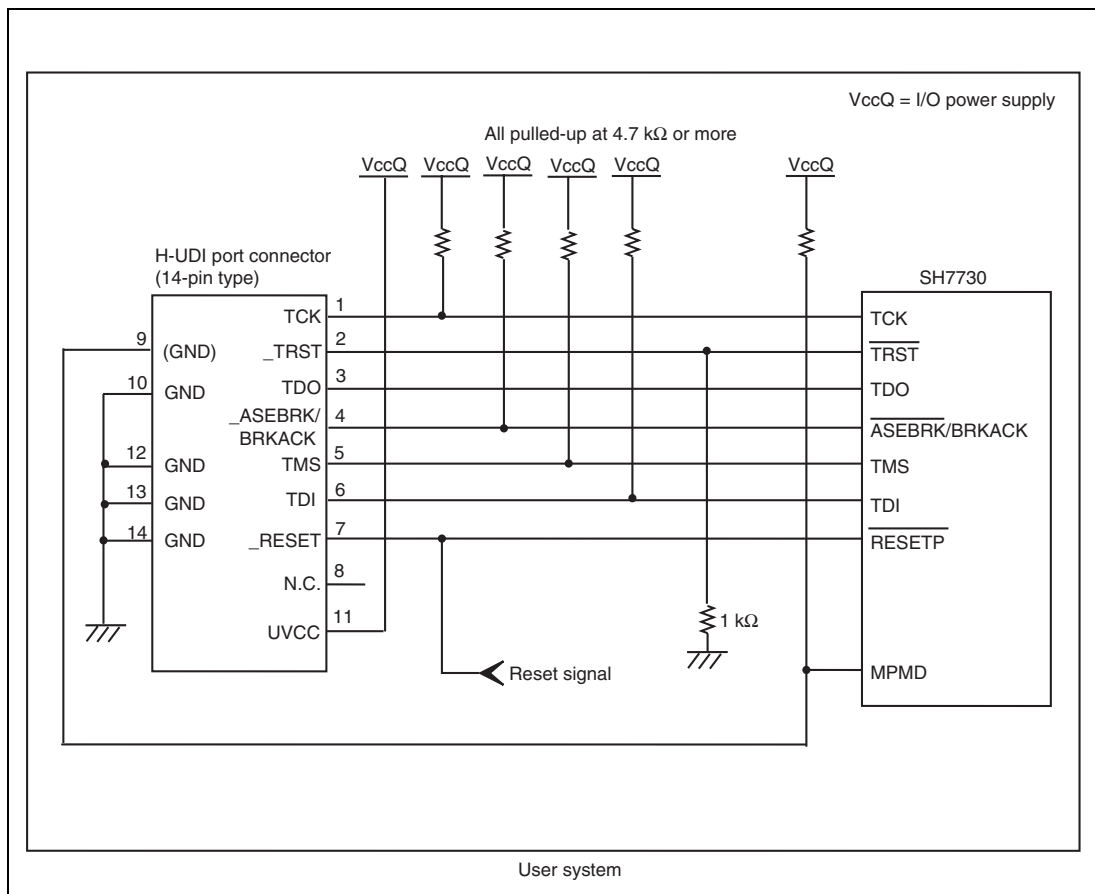 VccQ = I/O power supply
All pulled-up at 4.7 kΩ or more
VccQ VccQ VccQ VccQ VccQ VccQ
H-UDI port connector
(14-pin type)
SH7730
TCK 1 TCK
9 (GND) _TRST 2 TRST
10 GND TDO 3 TDO
_ASEBRK/
BRKACK 4 ASEBRK/BRKACK
12 GND TMS 5 TMS
13 GND TDI 6 TDI
14 GND _RESET 7 RESETP
N.C. 8
UVCC 11
1 kΩ
Reset signal
MPMD
User system